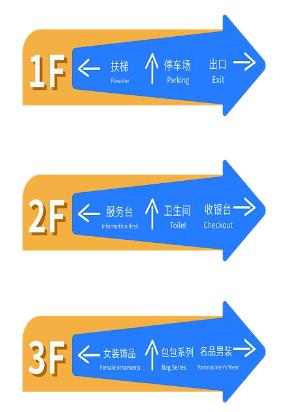 1F
扶梯 停车场 出口
Elevator Parking Exit
2F
服务台 卫生间 收银台
Information desk Toilet Checkout
3F
女装饰品 包包系列 名品男装
Female ornaments Bag Series Famous Men's Wear